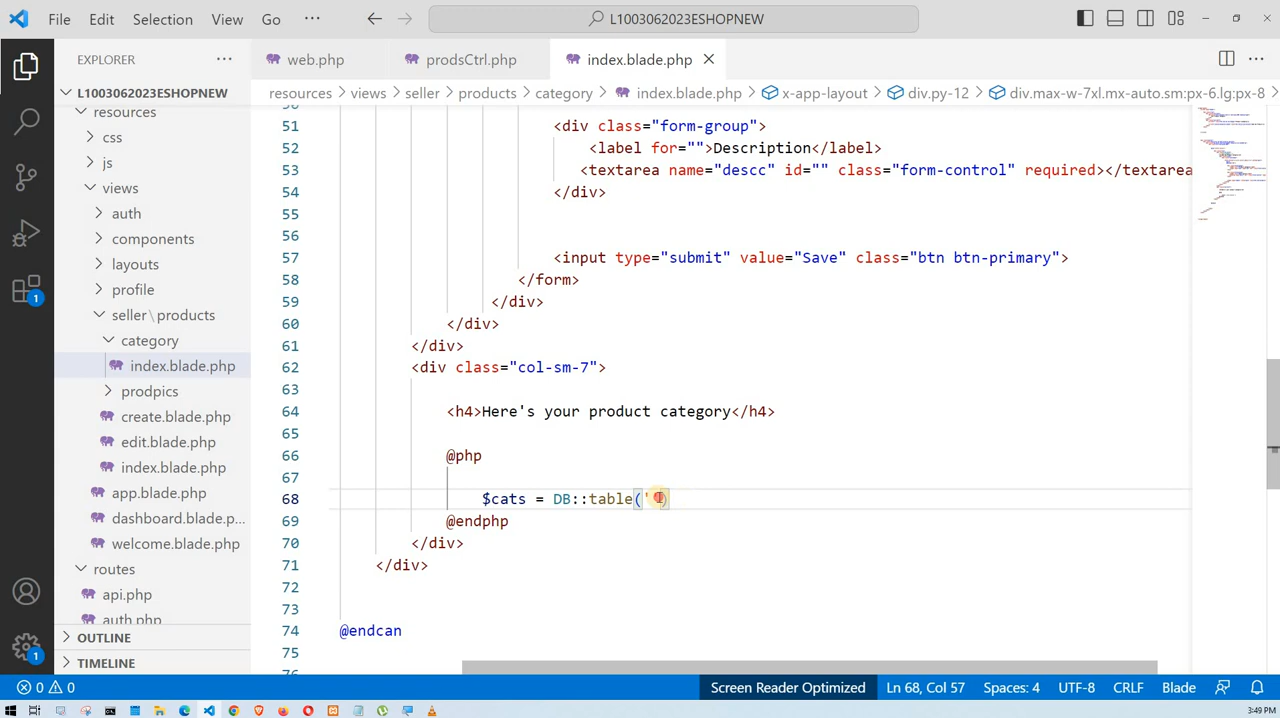 File Edit Selection View Go ··· L1003062023ESHOPNEW
EXPLORER ···
web.php prodsCtrl.php index.blade.php
L1003062023ESHOPNEW
resources > views > seller > products > category > index.blade.php > x-app-layout > div.py-12 > div.max-w-7xl.mx-auto.sm:px-6.lg:px-8 >
resources
css
js
views
auth
components
layouts
profile
seller\products
category
index.blade.php
prodpics
create.blade.php
edit.blade.php
index.blade.php
app.blade.php
dashboard.blade.php
welcome.blade.php
routes
api.php
auth.php
OUTLINE
TIMELINE
51 <div class="form-group">
52 <label for="">Description</label>
53 <textarea name="descc" id="" class="form-control" required></textarea
54 </div>
55
56
57 <input type="submit" value="Save" class="btn btn-primary">
58 </form>
59 </div>
60 </div>
61 </div>
62 <div class="col-sm-7">
63
64 <h4>Here's your product category</h4>
65
66 @php
67
68 $cats = DB::table('')
69 @endphp
70 </div>
71 </div>
72
73
74 @endcan
75
1
1
0 0 Screen Reader Optimized Ln 68, Col 57 Spaces: 4 UTF-8 CRLF Blade
3:49 PM